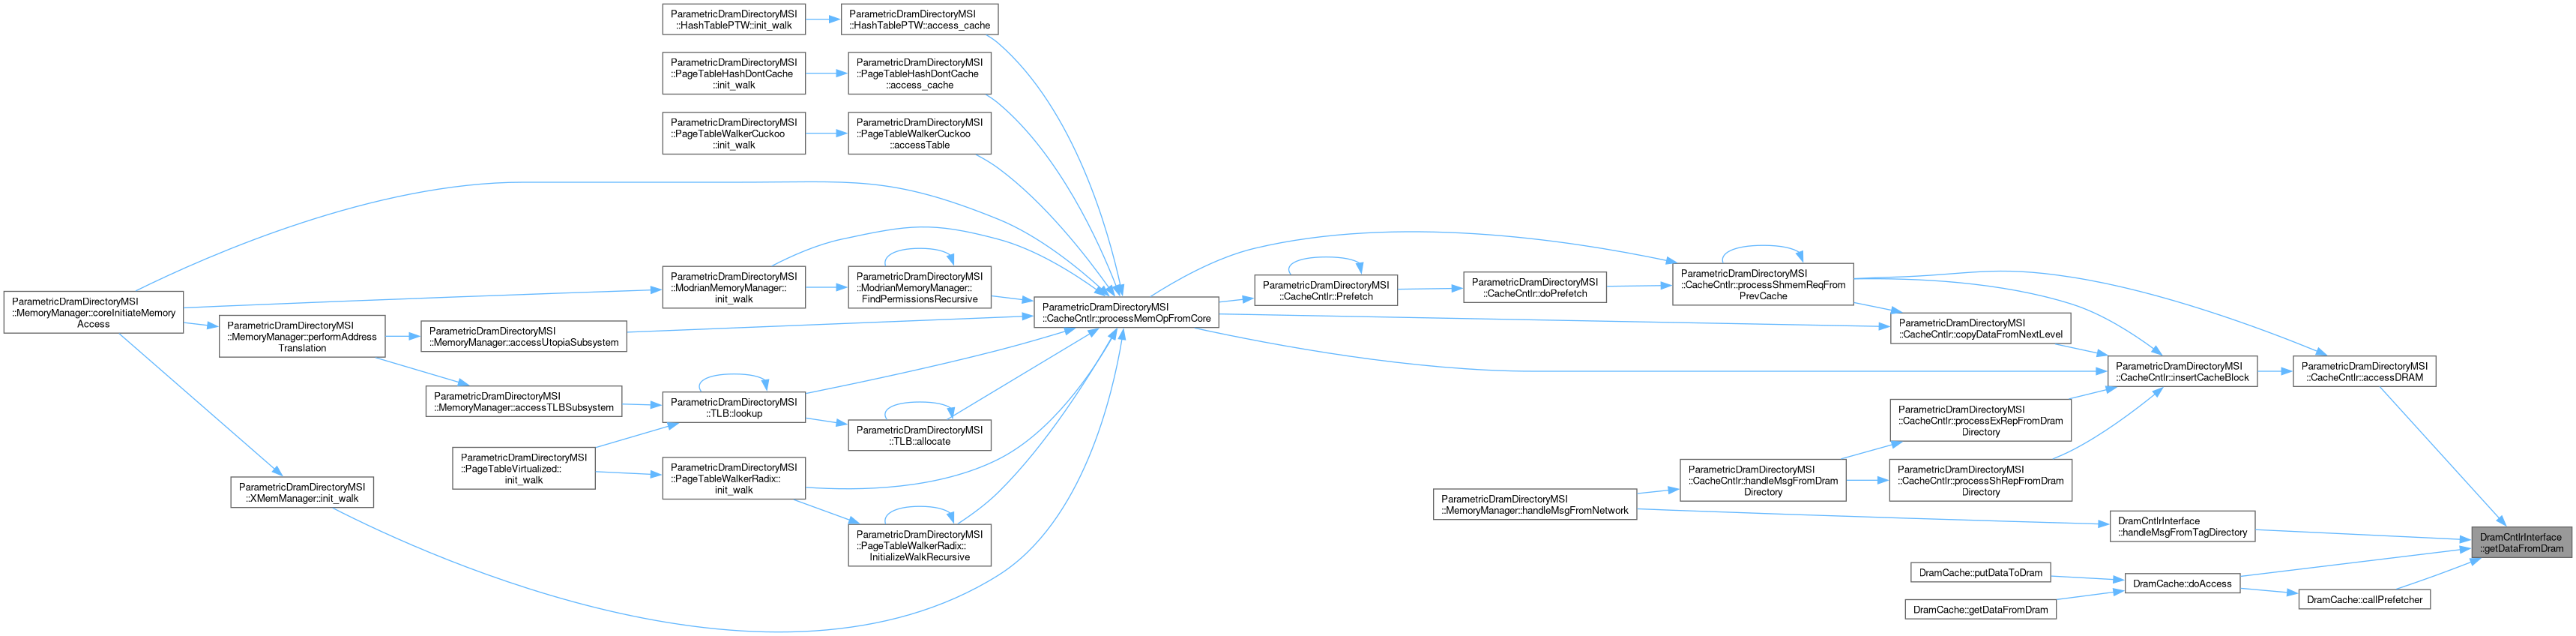 ParametricDramDirectoryMSI
::HashTablePTW::init_walk
ParametricDramDirectoryMSI
::HashTablePTW::access_cache
ParametricDramDirectoryMSI
::PageTableHashDontCache
::init_walk
ParametricDramDirectoryMSI
::PageTableHashDontCache
::access_cache
ParametricDramDirectoryMSI
::PageTableWalkerCuckoo
::init_walk
ParametricDramDirectoryMSI
::PageTableWalkerCuckoo
::accessTable
ParametricDramDirectoryMSI
::MemoryManager::coreInitiateMemory
Access
ParametricDramDirectoryMSI
::MemoryManager::performAddress
Translation
ParametricDramDirectoryMSI
::XMemManager::init_walk
ParametricDramDirectoryMSI
::MemoryManager::accessUtopiaSubsystem
ParametricDramDirectoryMSI
::MemoryManager::accessTLBSubsystem
ParametricDramDirectoryMSI
::PageTableVirtualized::
init_walk
ParametricDramDirectoryMSI
::ModrianMemoryManager::
init_walk
ParametricDramDirectoryMSI
::ModrianMemoryManager::
FindPermissionsRecursive
ParametricDramDirectoryMSI
::TLB::lookup
ParametricDramDirectoryMSI
::TLB::allocate
ParametricDramDirectoryMSI
::PageTableWalkerRadix::
init_walk
ParametricDramDirectoryMSI
::PageTableWalkerRadix::
InitializeWalkRecursive
ParametricDramDirectoryMSI
::CacheCntlr::processMemOpFromCore
ParametricDramDirectoryMSI
::CacheCntlr::Prefetch
ParametricDramDirectoryMSI
::CacheCntlr::doPrefetch
ParametricDramDirectoryMSI
::CacheCntlr::processShmemReqFrom
PrevCache
ParametricDramDirectoryMSI
::CacheCntlr::copyDataFromNextLevel
ParametricDramDirectoryMSI
::CacheCntlr::insertCacheBlock
ParametricDramDirectoryMSI
::CacheCntlr::accessDRAM
ParametricDramDirectoryMSI
::CacheCntlr::processExRepFromDram
Directory
ParametricDramDirectoryMSI
::CacheCntlr::handleMsgFromDram
Directory
ParametricDramDirectoryMSI
::CacheCntlr::processShRepFromDram
Directory
ParametricDramDirectoryMSI
::MemoryManager::handleMsgFromNetwork
DramCntlrInterface
::handleMsgFromTagDirectory
DramCntlrInterface
::getDataFromDram
DramCache::putDataToDram
DramCache::doAccess
DramCache::callPrefetcher
DramCache::getDataFromDram